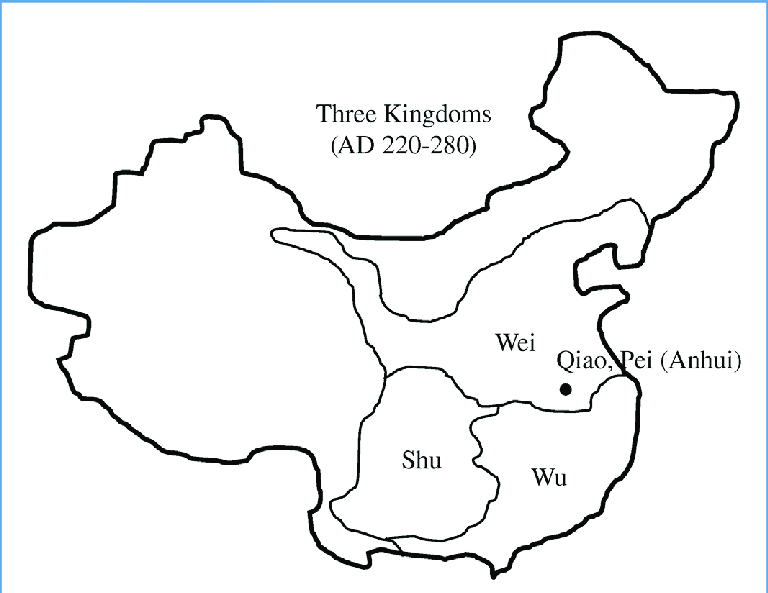 Three Kingdoms
(AD 220-280)
Wei
Qiao, Pei (Anhui)
Shu
Wu